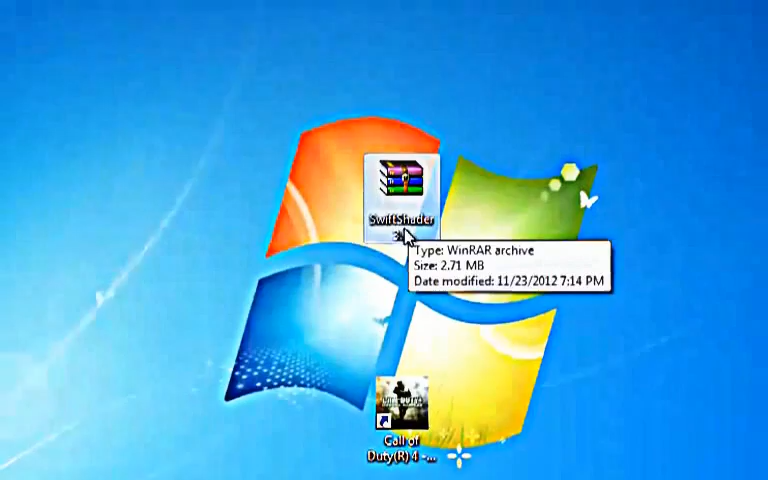 SwiftShader
Type: WinRAR archive
Size: 2.71 MB
Date modified: 11/23/2012 7:14 PM
Call of
Duty(R) 4 -...